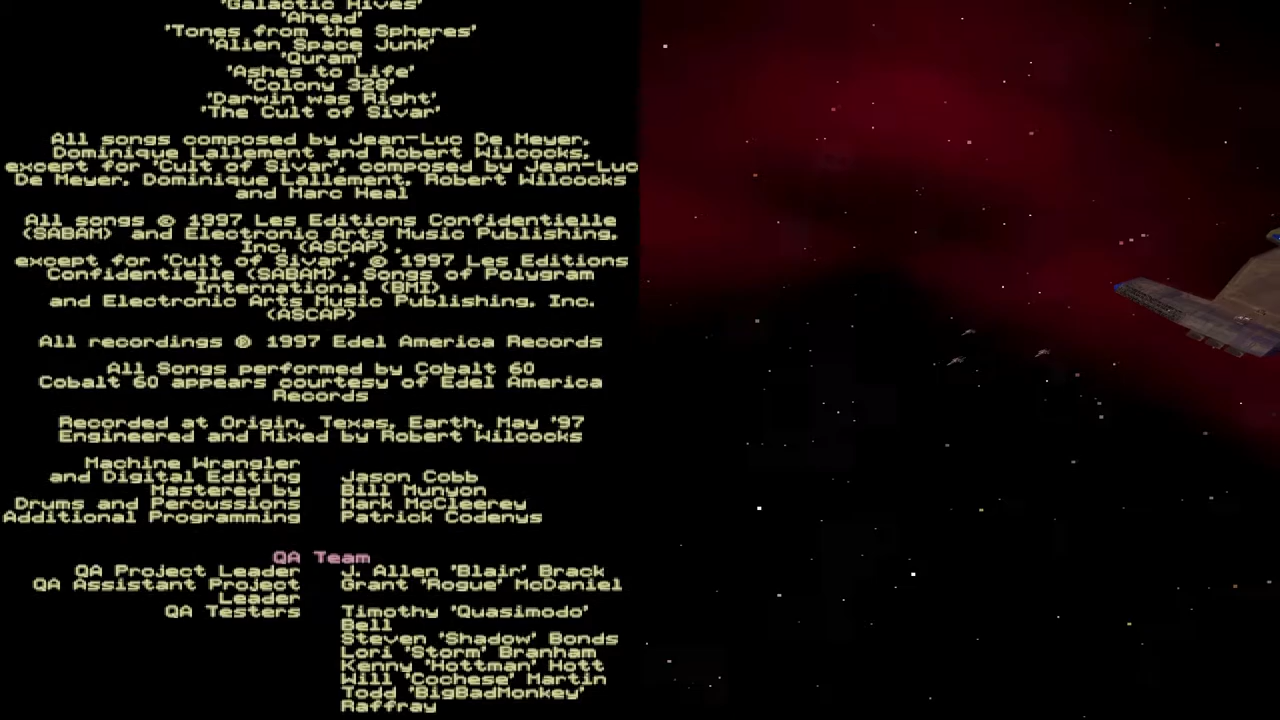 'Galactic Hives'
'Ahead'
'Tones from the Spheres'
'Alien Space Junk'
'Quram'
'Ashes to Life'
'Colony 328'
'Darwin was Right'
'The Cult of Sivar'
All songs composed by Jean-Luc De Meyer,
Dominique Lallement and Robert Wilcocks,
except for 'Cult of Sivar', composed by Jean-Luc
De Meyer, Dominique Lallement, Robert Wilcocks
and Marc Heal
All songs © 1997 Les Editions Confidentielle
(SABAM) and Electronic Arts Music Publishing,
Inc. (ASCAP),
except for 'Cult of Sivar', © 1997 Les Editions
Confidentielle (SABAM), Songs of Polygram
International (BMI)
and Electronic Arts Music Publishing, Inc.
(ASCAP)
All recordings ℗ 1997 Edel America Records
All Songs performed by Cobalt 60
Cobalt 60 appears courtesy of Edel America
Records
Recorded at Origin, Texas, Earth, May '97
Engineered and Mixed by Robert Wilcocks
Machine Wrangler
and Digital Editing Jason Cobb
Mastered by Bill Munyon
Drums and Percussions Mark McCleerey
Additional Programming Patrick Codenys
QA Team
QA Project Leader J. Allen 'Blair' Brack
QA Assistant Project Grant 'Rogue' McDaniel
Leader
QA Testers Timothy 'Quasimodo'
Bell
Steven 'Shadow' Bonds
Lori 'Storm' Branham
Kenny 'Hottman' Hott
Will 'Cochese' Martin
Todd 'BigBadMonkey'
Raffray